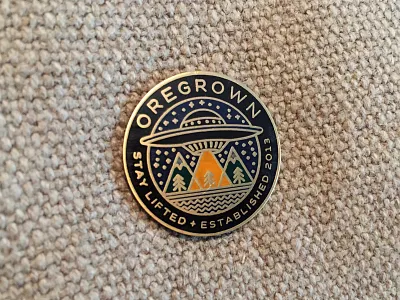 OREGROWN
STAY LIFTED + ESTABLISHED 2013